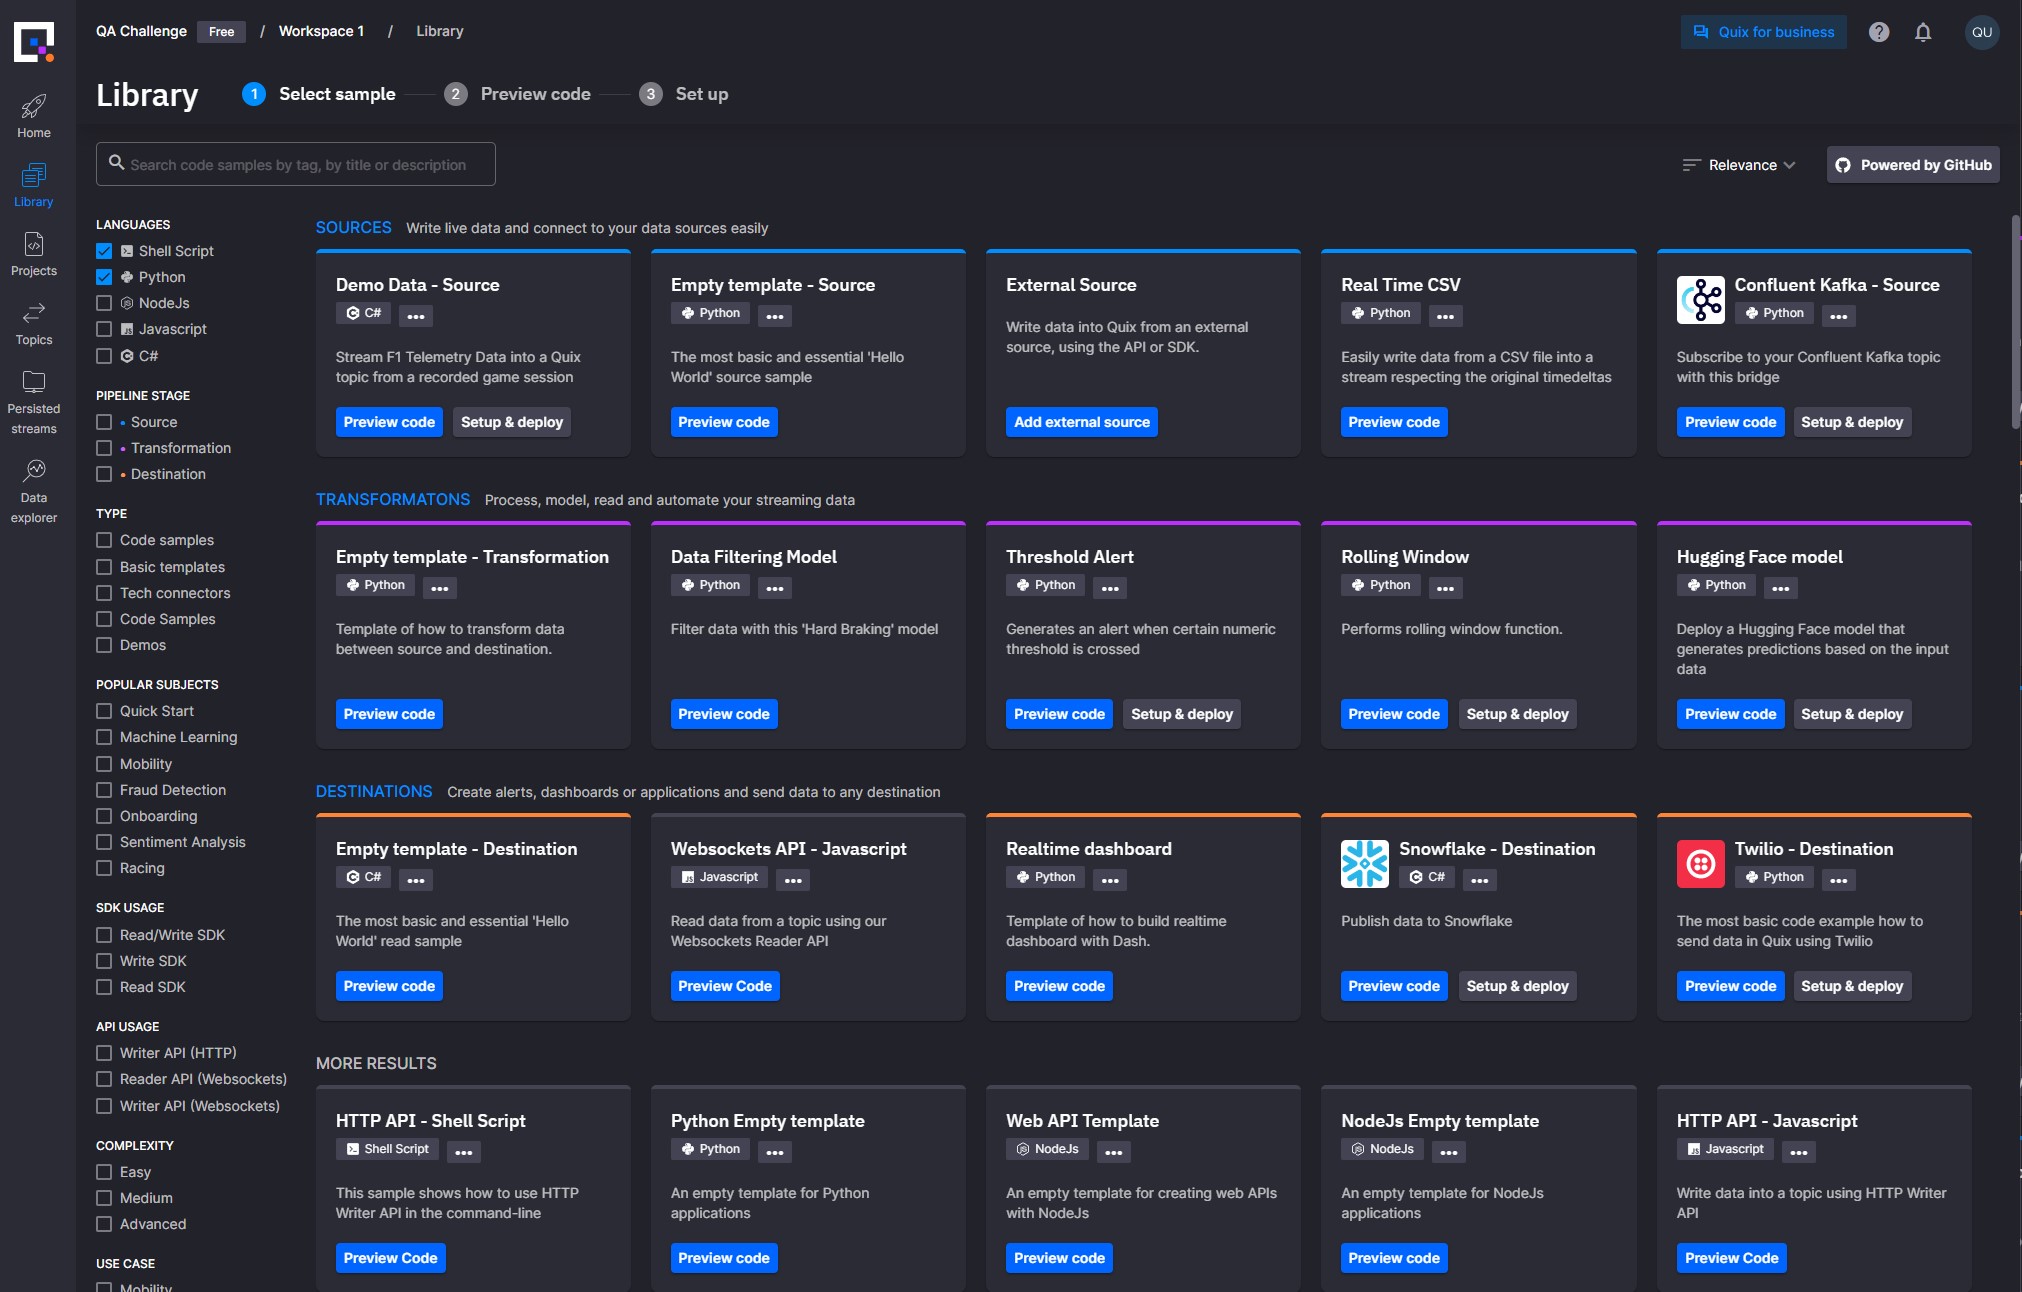 QA Challenge Free / Workspace 1 / Library
Quix for business
QU
Library 1 Select sample 2 Preview code 3 Set up
Home
Library
Projects
Topics
Persisted
streams
Data
explorer
Search code samples by tag, by title or description
Relevance
Powered by GitHub
LANGUAGES
Shell Script
Python
NodeJs
Javascript
C#
PIPELINE STAGE
Source
Transformation
Destination
TYPE
Code samples
Basic templates
Tech connectors
Code Samples
Demos
POPULAR SUBJECTS
Quick Start
Machine Learning
Mobility
Fraud Detection
Onboarding
Sentiment Analysis
Racing
SDK USAGE
Read/Write SDK
Write SDK
Read SDK
API USAGE
Writer API (HTTP)
Reader API (Websockets)
Writer API (Websockets)
COMPLEXITY
Easy
Medium
Advanced
USE CASE
Mobility
SOURCES Write live data and connect to your data sources easily
Demo Data - Source
C# •••
Stream F1 Telemetry Data into a Quix
topic from a recorded game session
Preview code Setup & deploy
Empty template - Source
Python •••
The most basic and essential 'Hello
World' source sample
Preview code
External Source
Write data into Quix from an external
source, using the API or SDK.
Add external source
Real Time CSV
Python •••
Easily write data from a CSV file into a
stream respecting the original timedeltas
Preview code
Confluent Kafka - Source
Python •••
Subscribe to your Confluent Kafka topic
with this bridge
Preview code Setup & deploy
TRANSFORMATONS Process, model, read and automate your streaming data
Empty template - Transformation
Python •••
Template of how to transform data
between source and destination.
Preview code
Data Filtering Model
Python •••
Filter data with this 'Hard Braking' model
Preview code
Threshold Alert
Python •••
Generates an alert when certain numeric
threshold is crossed
Preview code Setup & deploy
Rolling Window
Python •••
Performs rolling window function.
Preview code Setup & deploy
Hugging Face model
Python •••
Deploy a Hugging Face model that
generates predictions based on the input
data
Preview code Setup & deploy
DESTINATIONS Create alerts, dashboards or applications and send data to any destination
Empty template - Destination
C# •••
The most basic and essential 'Hello
World' read sample
Preview code
Websockets API - Javascript
Javascript •••
Read data from a topic using our
Websockets Reader API
Preview Code
Realtime dashboard
Python •••
Template of how to build realtime
dashboard with Dash.
Preview code
Snowflake - Destination
C# •••
Publish data to Snowflake
Preview code Setup & deploy
Twilio - Destination
Python •••
The most basic code example how to
send data in Quix using Twilio
Preview code Setup & deploy
MORE RESULTS
HTTP API - Shell Script
Shell Script •••
This sample shows how to use HTTP
Writer API in the command-line
Preview Code
Python Empty template
Python •••
An empty template for Python
applications
Preview code
Web API Template
NodeJs •••
An empty template for creating web APIs
with NodeJs
Preview code
NodeJs Empty template
NodeJs •••
An empty template for NodeJs
applications
Preview code
HTTP API - Javascript
Javascript •••
Write data into a topic using HTTP Writer
API
Preview Code